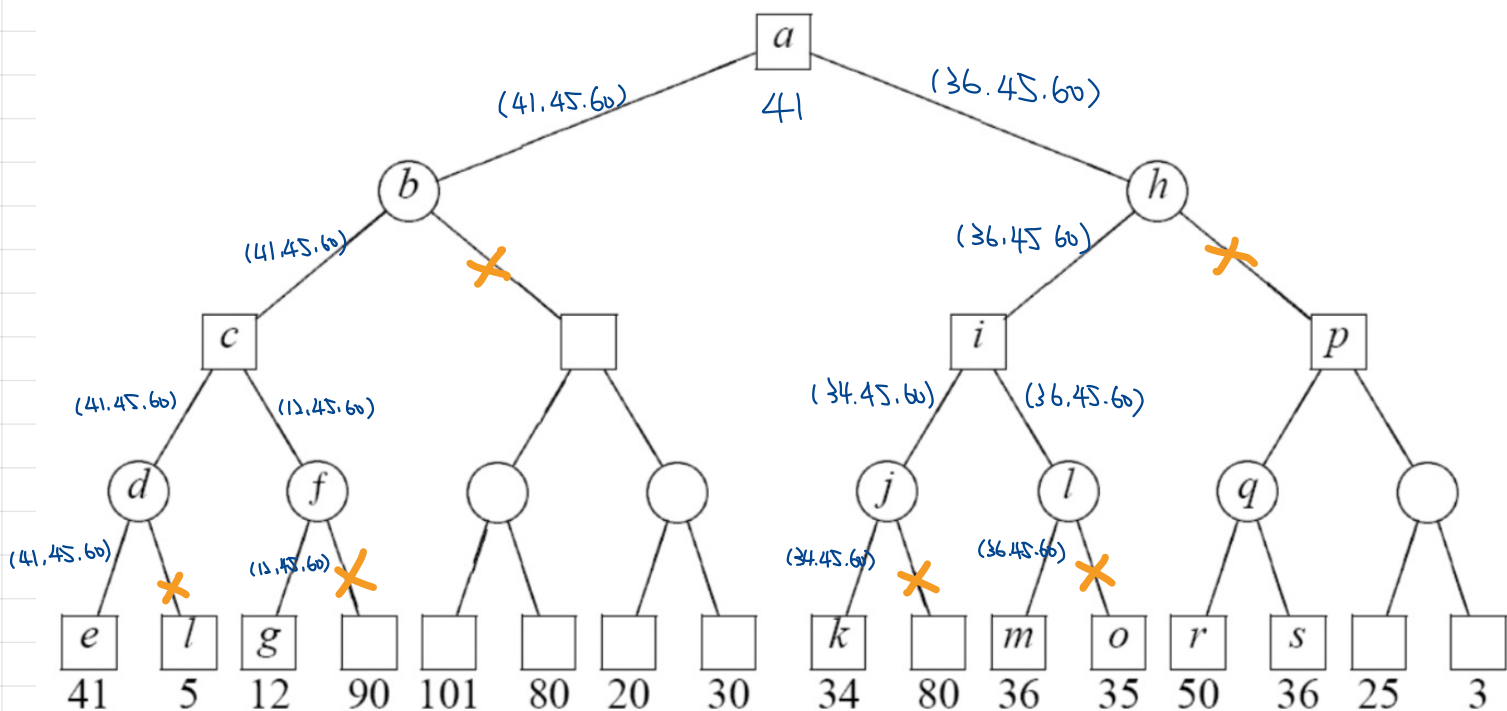 a
(41.45.60) 41 (36.45.60)
b h
(41.45.60) (36.45 60)
c i p
(41.45.60) (12.45.60) (34.45.60) (36.45.60)
d f j l q
(41.45.60) (12.45.60) (34.45.60) (36.45.60)
e l g k m o r s
41 5 12 90 101 80 20 30 34 80 36 35 50 36 25 3